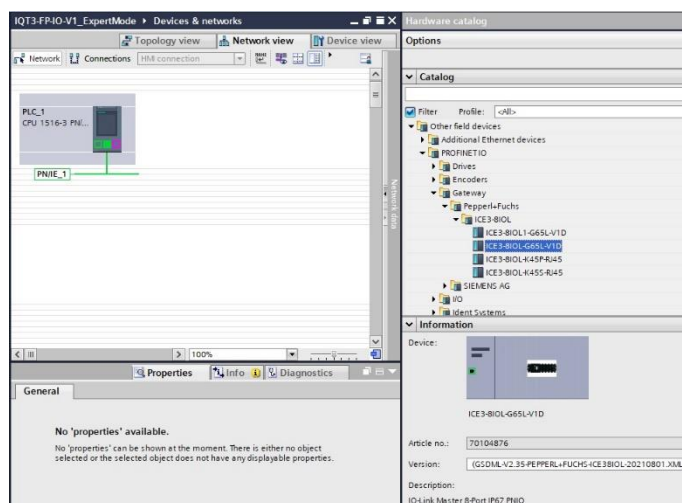 IQT3-FP-IO-V1_ExpertMode ▸ Devices & networks
Topology view
Network view
Device view
Network
Connections
HMI connection
PLC_1
CPU 1516-3 PN/...
PN/IE_1
Network data
100%
Properties
Info
Diagnostics
General
No 'properties' available.
No 'properties' can be shown at the moment. There is either no object
selected or the selected object does not have any displayable properties.
Hardware catalog
Options
Catalog
Filter
Profile:
<All>
Other field devices
Additional Ethernet devices
PROFINET IO
Drives
Encoders
Gateway
Pepperl+Fuchs
ICE3-8IOL
ICE3-8IOL1-G65L-V1D
ICE3-8IOL-G65L-V1D
ICE3-8IOL-K45P-RJ45
ICE3-8IOL-K45S-RJ45
SIEMENS AG
I/O
Ident Systems
Information
Device:
ICE3-8IOL-G65L-V1D
Article no.:
70104876
Version:
(GSDML-V2.35-PEPPERL+FUCHS-ICE38IOL-20210801.XML
Description:
IO-Link Master 8-Port IP67 PNIO